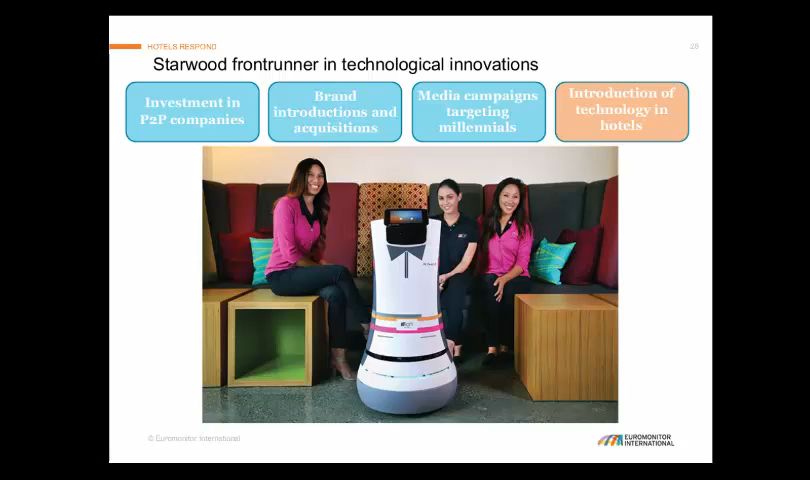 HOTELS RESPOND
28
Starwood frontrunner in technological innovations
Investment in
P2P companies
Brand
introductions and
acquisitions
Media campaigns
targeting
millennials
Introduction of
technology in
hotels
© Euromonitor International
EUROMONITOR
INTERNATIONAL